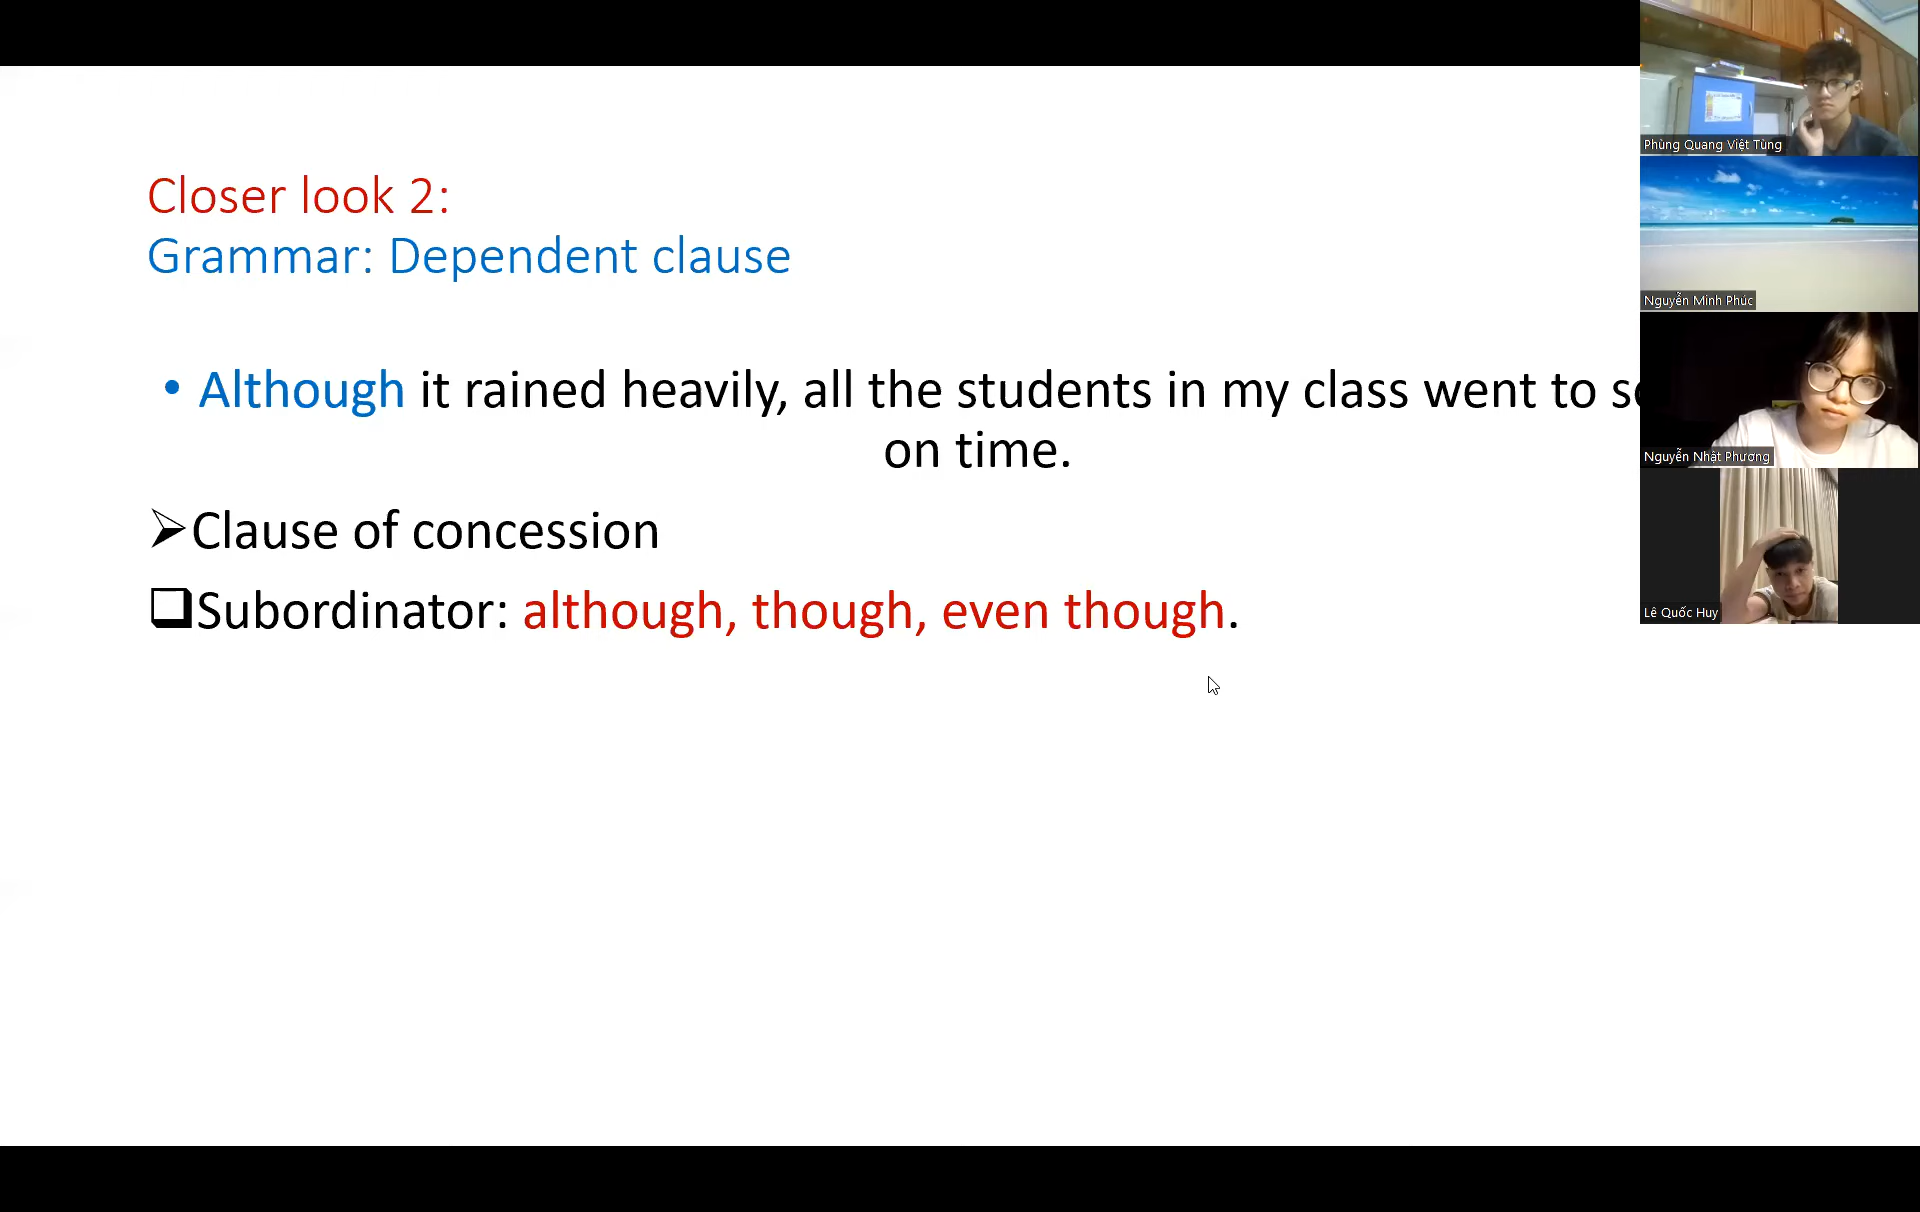 Closer look 2:
Grammar: Dependent clause
• Although it rained heavily, all the students in my class went to
on time.
➢Clause of concession
❑Subordinator: although, though, even though.
Phùng Quang Việt Tùng
Nguyễn Minh Phúc
Nguyễn Nhật Phương
Lê Quốc Huy